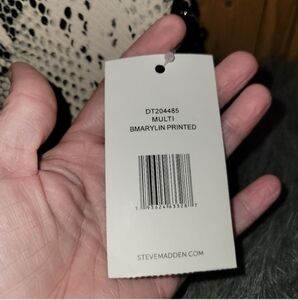 DT204485
MULTI
BMARYLIN PRINTED
STEVEMADDEN.COM